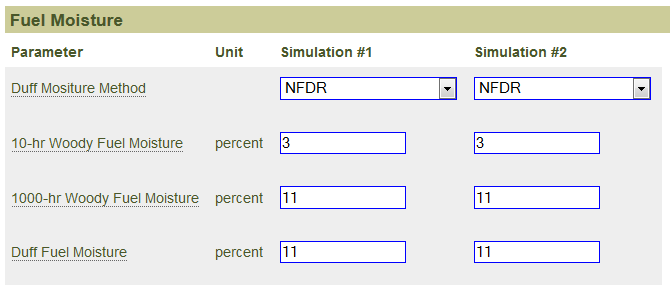 Fuel Moisture
Parameter Unit Simulation #1 Simulation #2
Duff Mositure Method NFDR NFDR
10-hr Woody Fuel Moisture percent 3 3
1000-hr Woody Fuel Moisture percent 11 11
Duff Fuel Moisture percent 11 11